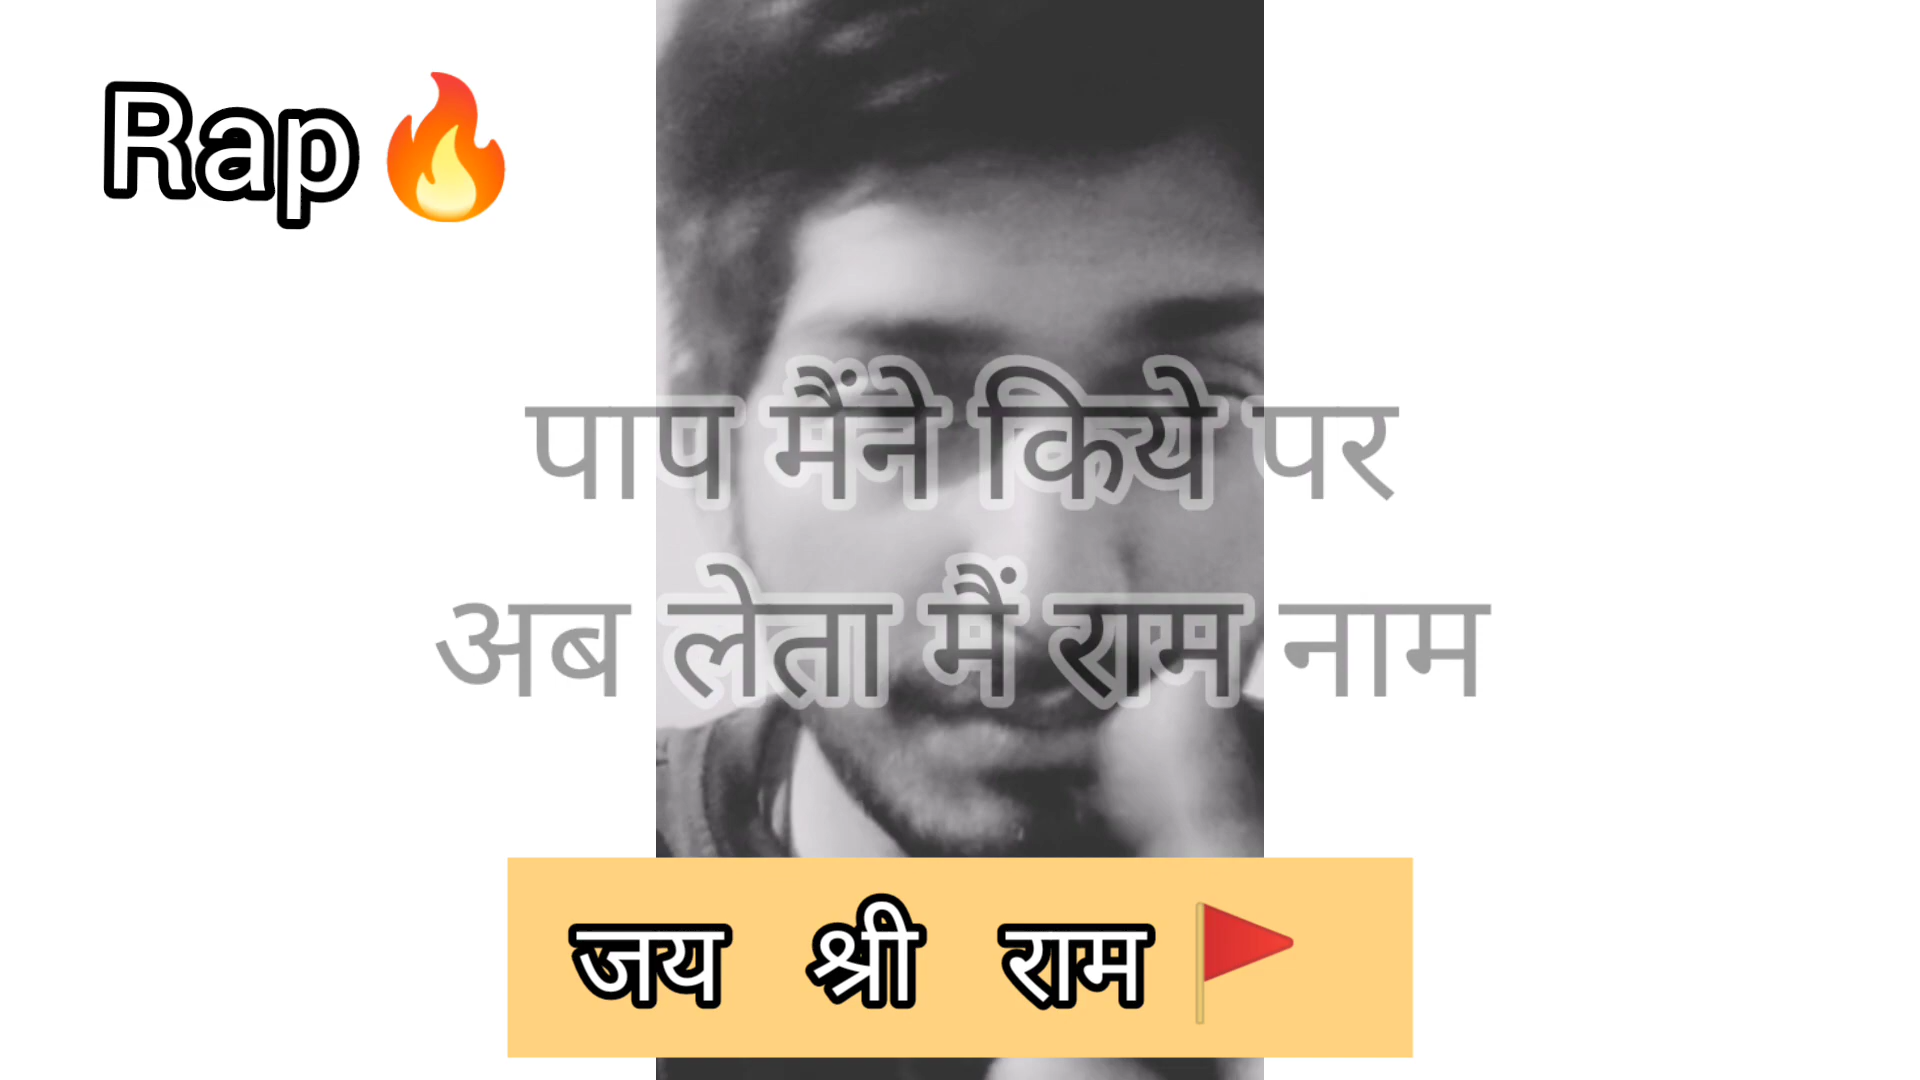 Rap🔥
पाप मैंने किये पर
अब लेता मैं राम नाम
जय श्री राम🚩